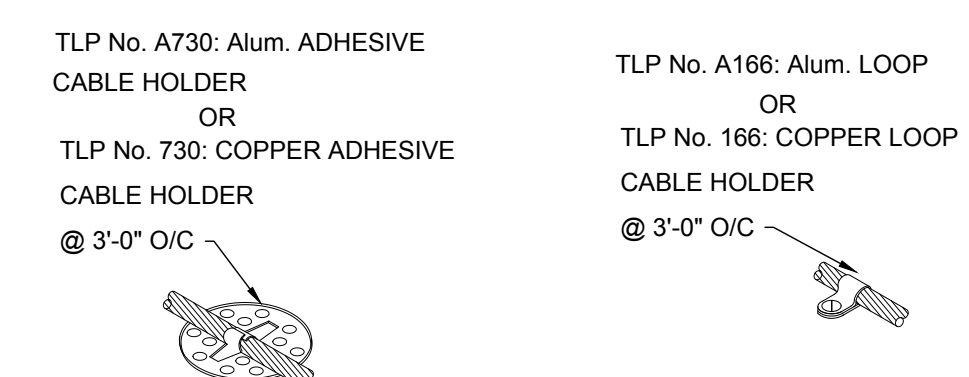 TLP No. A730: Alum. ADHESIVE
CABLE HOLDER
OR
TLP No. 730: COPPER ADHESIVE
CABLE HOLDER
@ 3'-0" O/C
TLP No. A166: Alum. LOOP
OR
TLP No. 166: COPPER LOOP
CABLE HOLDER
@ 3'-0" O/C